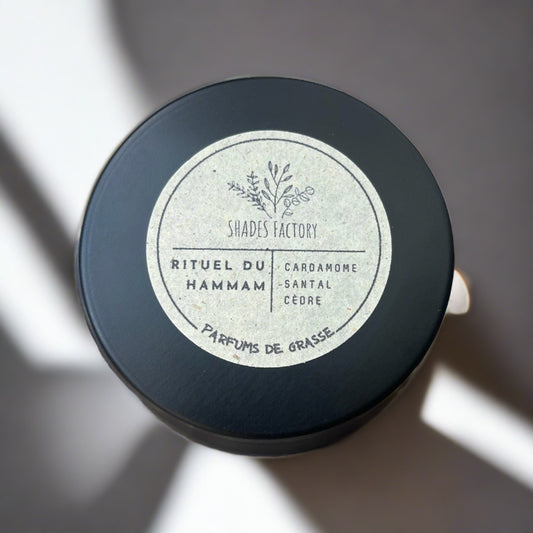 SHADES FACTORY
RITUEL DU
HAMMAM
CARDAMOME
-SANTAL
CÈDRE
PARFUMS DE GRASSE